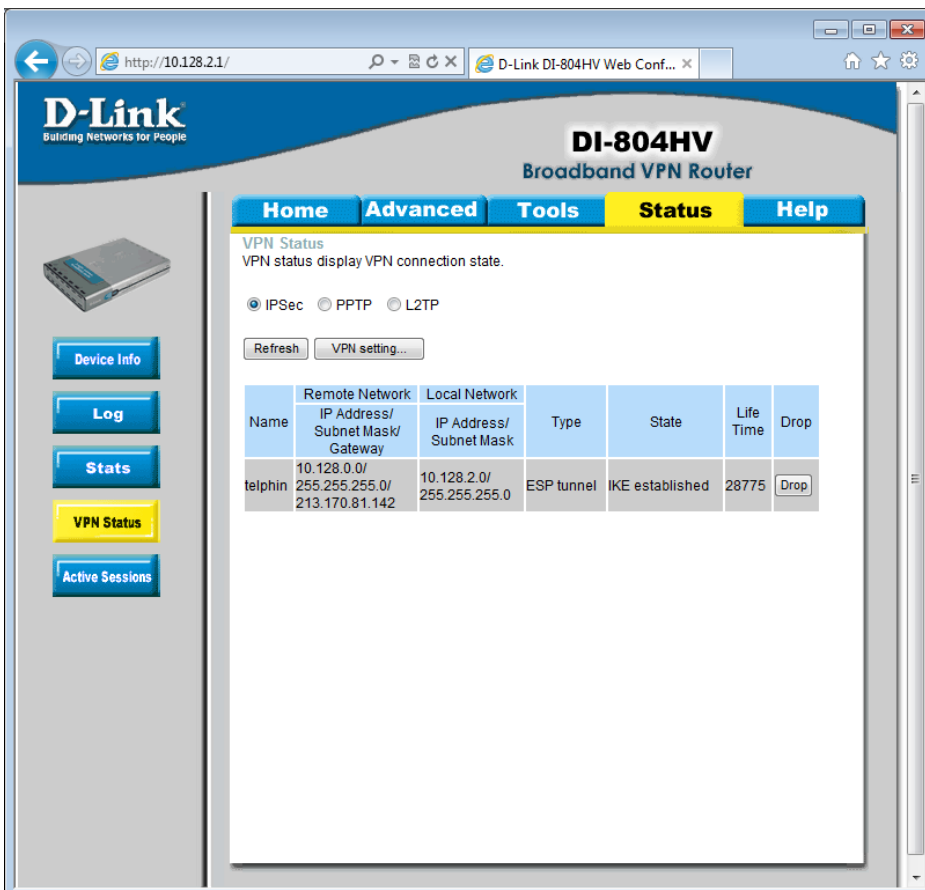 http://10.128.2.1/
D-Link DI-804HV Web Conf...
D-Link
Building Networks for People
DI-804HV
Broadband VPN Router
Home
Advanced
Tools
Status
Help
VPN Status
VPN status display VPN connection state.
IPSec
PPTP
L2TP
Refresh
VPN setting...
Device Info
Log
Stats
VPN Status
Active Sessions
Name
Remote Network
IP Address/
Subnet Mask/
Gateway
Local Network
IP Address/
Subnet Mask
Type
State
Life
Time
Drop
telphin
10.128.0.0/
255.255.255.0/
213.170.81.142
10.128.2.0/
255.255.255.0
ESP tunnel
IKE established
28775
Drop